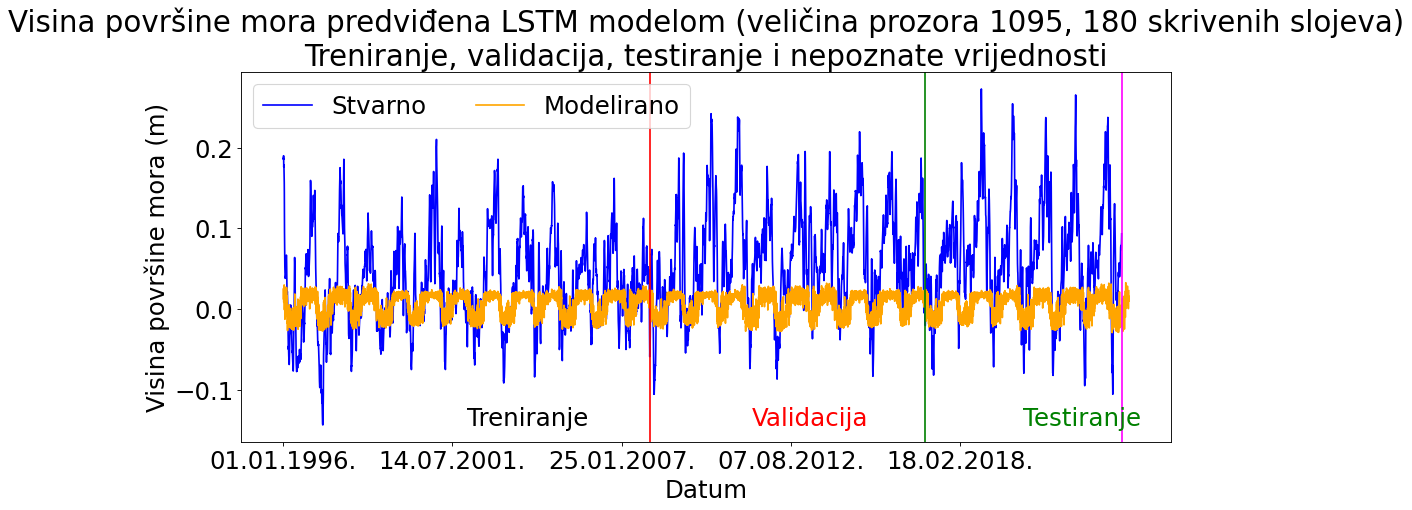 Visina površine mora predviđena LSTM modelom (veličina prozora 1095, 180 skrivenih slojeva)
Treniranje, validacija, testiranje i nepoznate vrijednosti
Stvarno Modelirano
Visina površine mora (m)
0.2
0.1
0.0
−0.1
Treniranje Validacija Testiranje
01.01.1996. 14.07.2001. 25.01.2007. 07.08.2012. 18.02.2018.
Datum